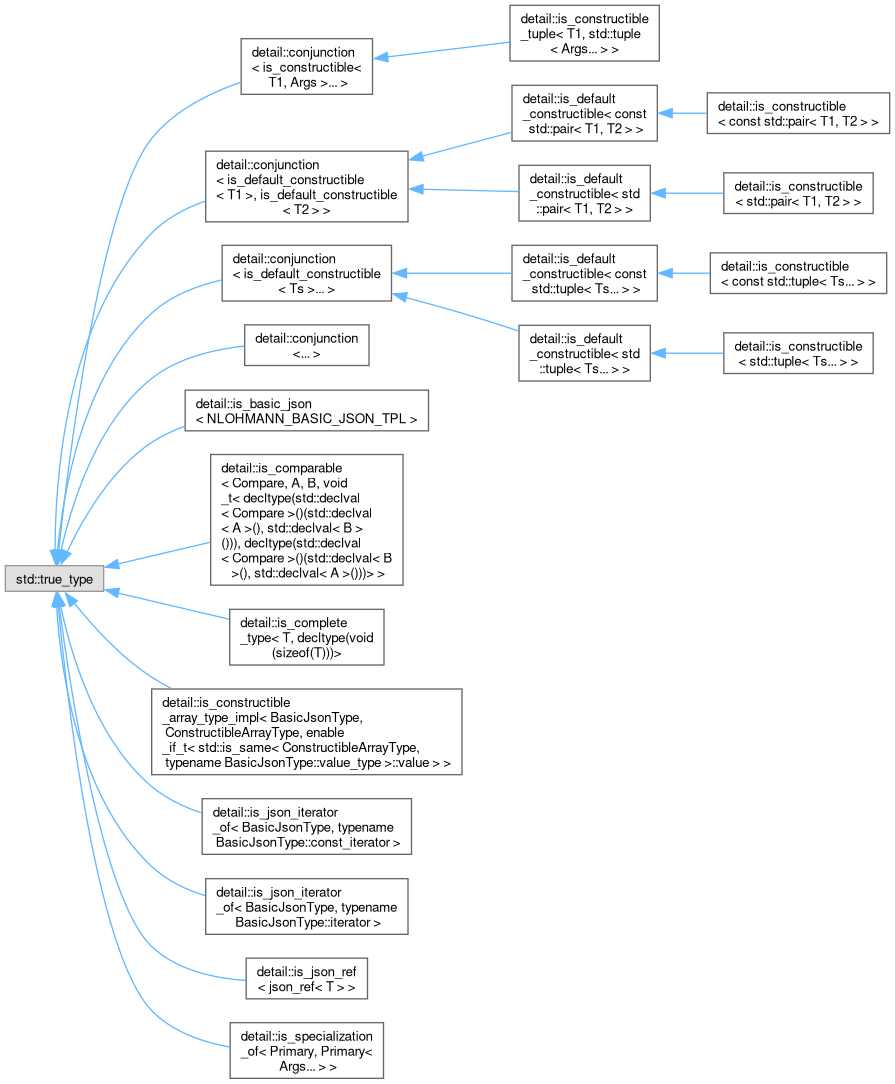 detail::is_constructible
_tuple< T1, std::tuple
< Args... > >
detail::conjunction
< is_constructible<
T1, Args >... >
detail::is_default
_constructible< const
std::pair< T1, T2 > >
detail::is_constructible
< const std::pair< T1, T2 > >
detail::conjunction
< is_default_constructible
< T1 >, is_default_constructible
< T2 > >
detail::is_default
_constructible< std
::pair< T1, T2 > >
detail::is_constructible
< std::pair< T1, T2 > >
detail::conjunction
< is_default_constructible
< Ts >... >
detail::is_default
_constructible< const
std::tuple< Ts... > >
detail::is_constructible
< const std::tuple< Ts... > >
detail::conjunction
<... >
detail::is_default
_constructible< std
::tuple< Ts... > >
detail::is_constructible
< std::tuple< Ts... > >
detail::is_basic_json
< NLOHMANN_BASIC_JSON_TPL >
detail::is_comparable
< Compare, A, B, void
_t< decltype(std::declval
< Compare >()(std::declval
< A >(), std::declval< B >
())), decltype(std::declval
< Compare >()(std::declval< B
>(), std::declval< A >()))> >
std::true_type
detail::is_complete
_type< T, decltype(void
(sizeof(T)))>
detail::is_constructible
_array_type_impl< BasicJsonType,
ConstructibleArrayType, enable
_if_t< std::is_same< ConstructibleArrayType,
typename BasicJsonType::value_type >::value > >
detail::is_json_iterator
_of< BasicJsonType, typename
BasicJsonType::const_iterator >
detail::is_json_iterator
_of< BasicJsonType, typename
BasicJsonType::iterator >
detail::is_json_ref
< json_ref< T > >
detail::is_specialization
_of< Primary, Primary<
Args... > >